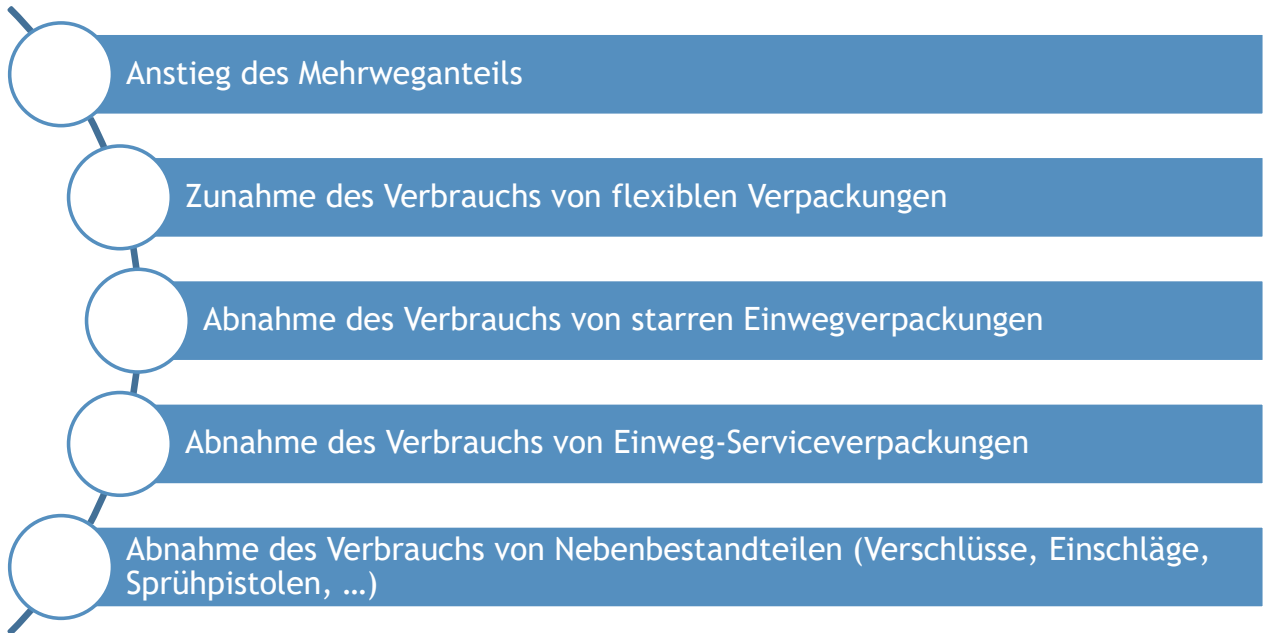 Anstieg des Mehrweganteils
Zunahme des Verbrauchs von flexiblen Verpackungen
Abnahme des Verbrauchs von starren Einwegverpackungen
Abnahme des Verbrauchs von Einweg-Serviceverpackungen
Abnahme des Verbrauchs von Nebenbestandteilen (Verschlüsse, Einschläge,
Sprühpistolen, …)